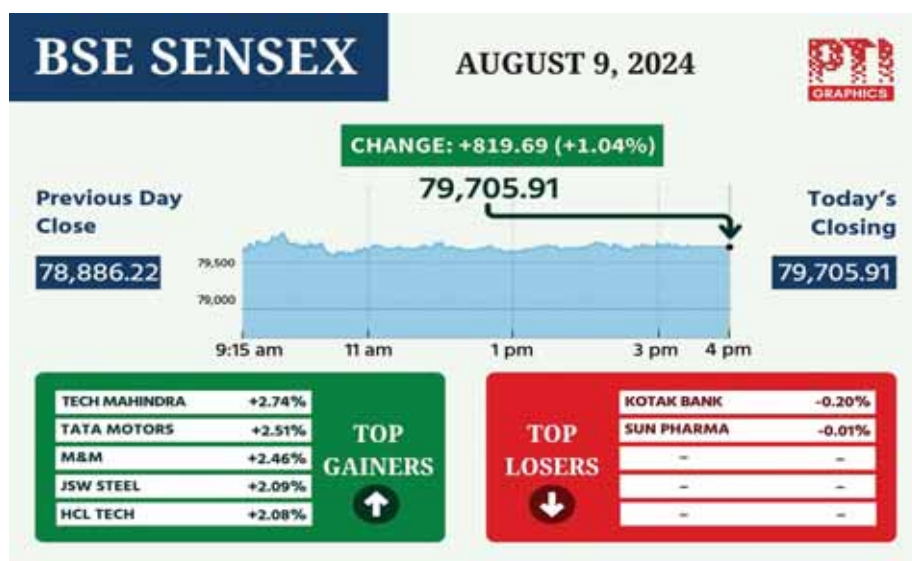 BSE SENSEX
AUGUST 9, 2024
PTI
GRAPHICS
CHANGE: +819.69 (+1.04%)
79,705.91
Previous Day
Close
78,886.22
Today's
Closing
79,705.91
79,500
79,000
9:15 am 11 am 1 pm 3 pm 4 pm
TECH MAHINDRA +2.74%
TATA MOTORS +2.51%
M&M +2.46%
JSW STEEL +2.09%
HCL TECH +2.08%
TOP
GAINERS
TOP
LOSERS
KOTAK BANK -0.20%
SUN PHARMA -0.01%
– –
– –
– –